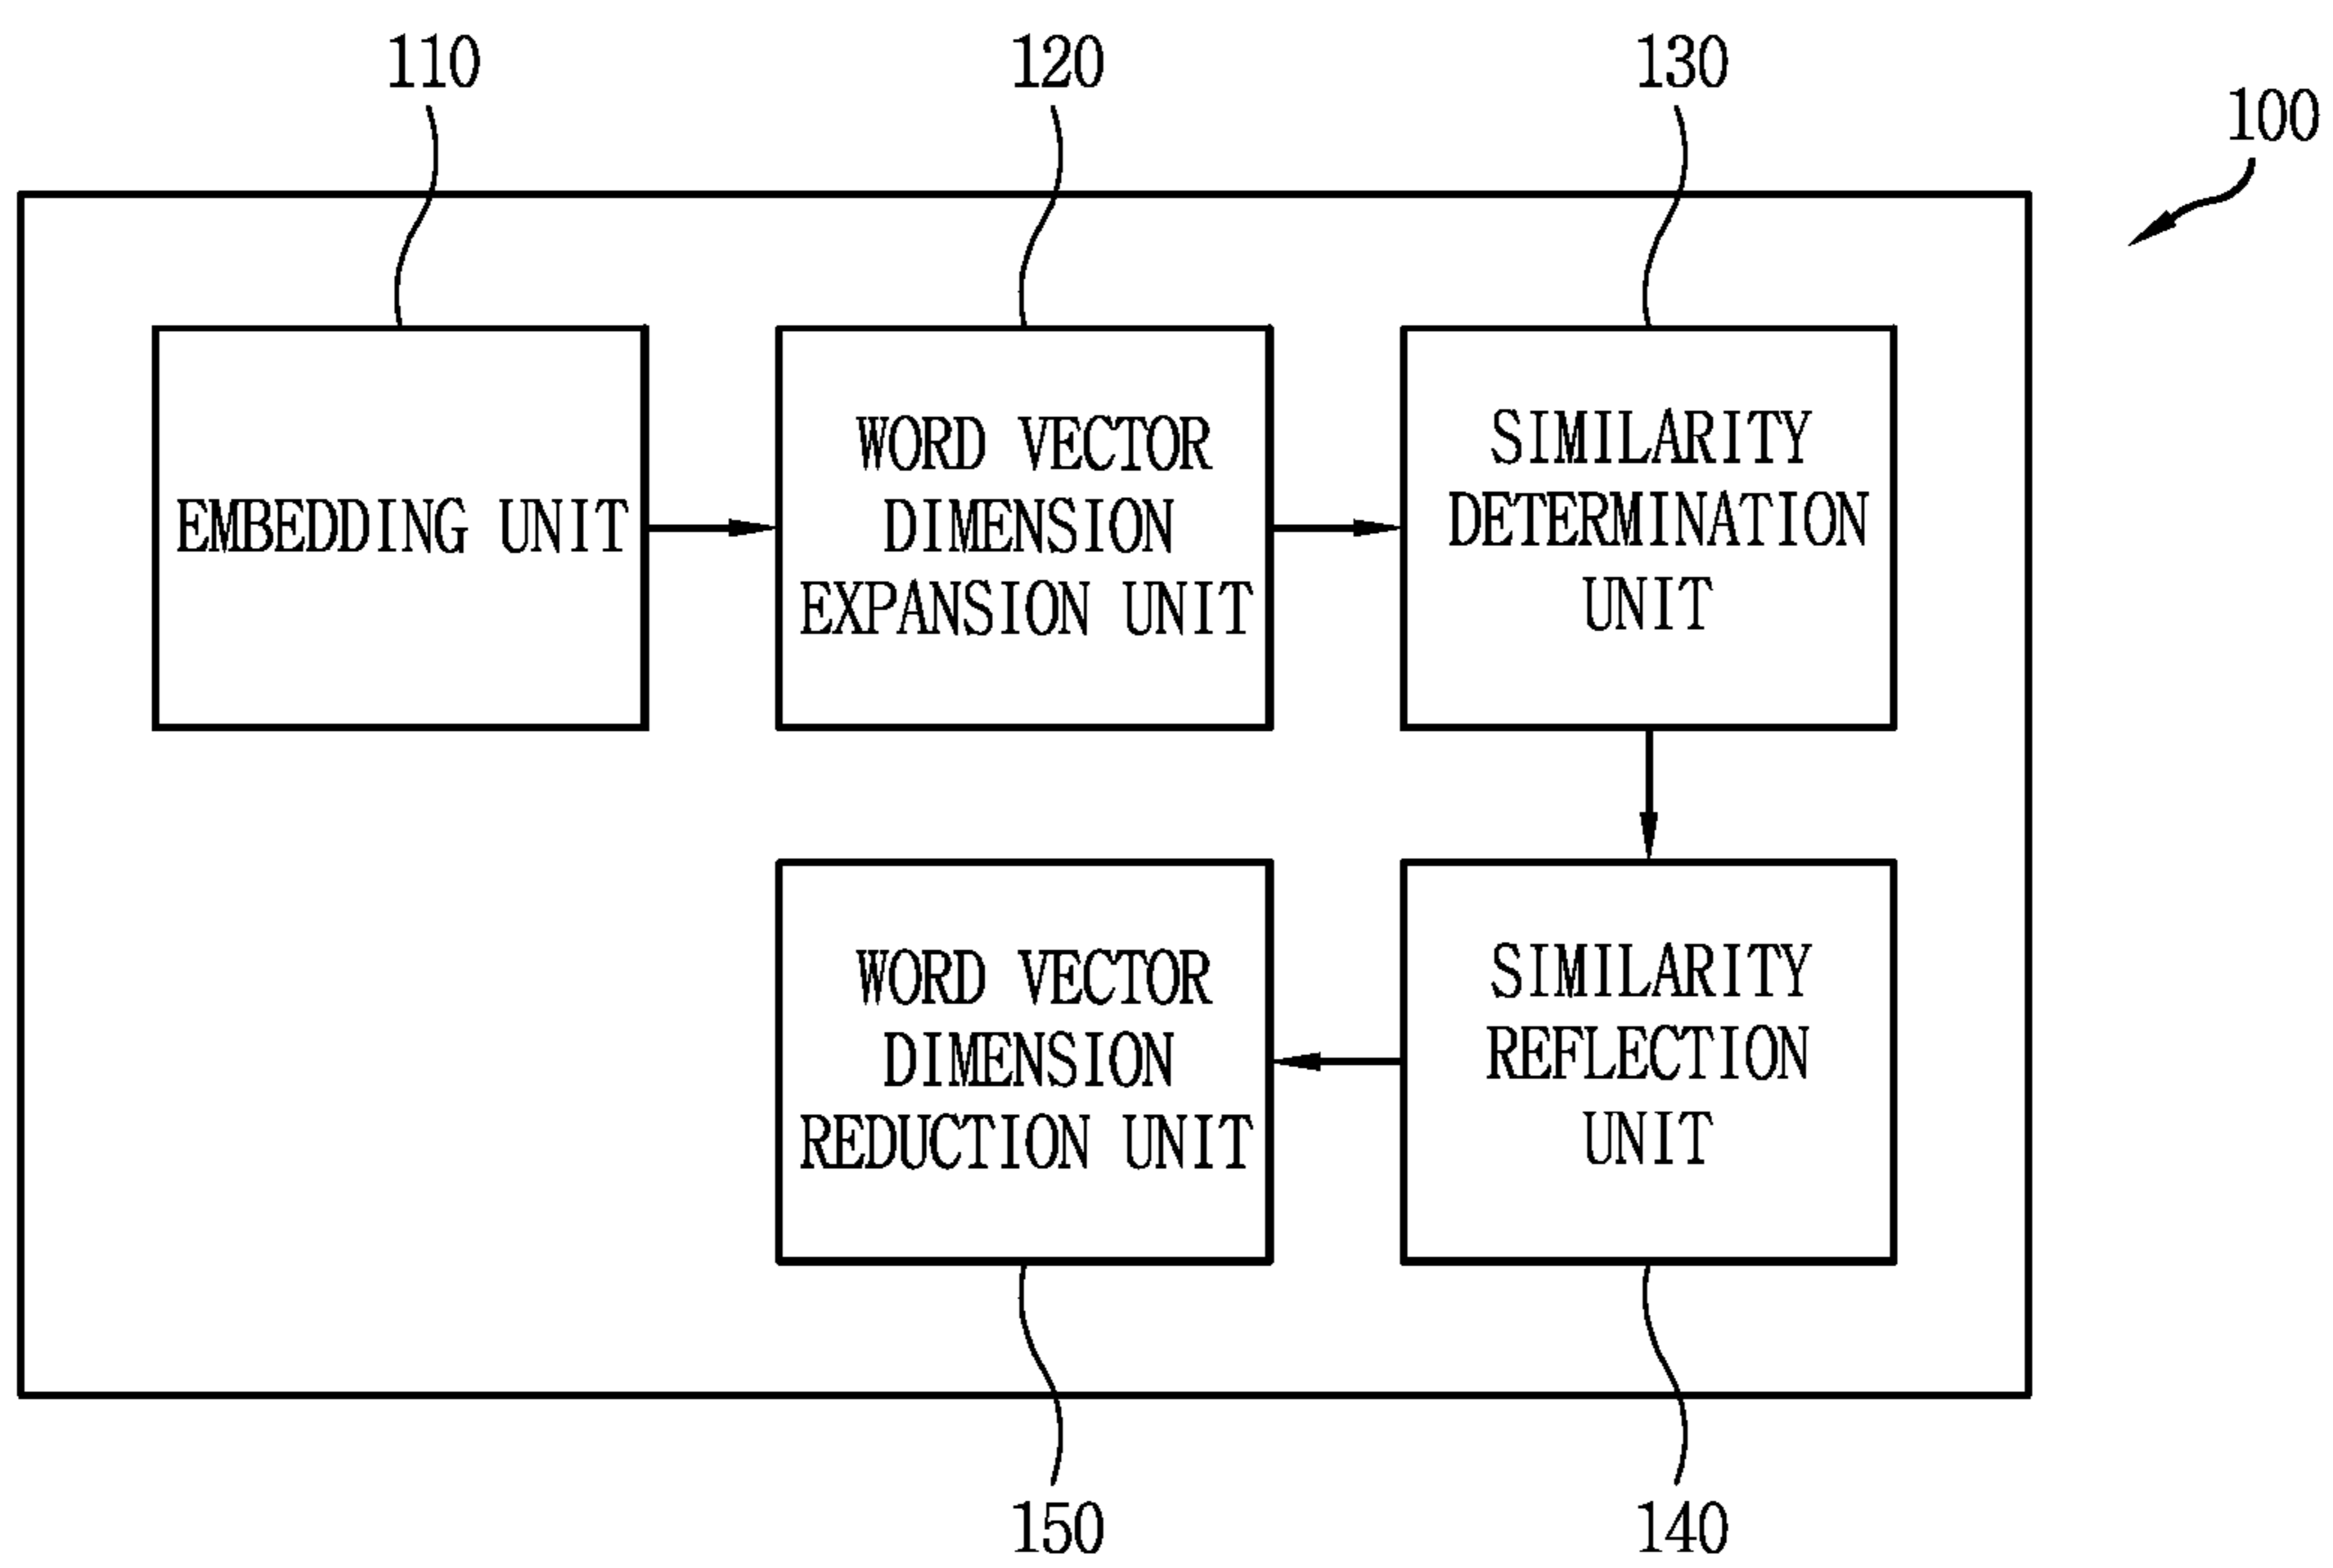 110
120
130
100
EMBEDDING UNIT
WORD VECTOR
DIMENSION
EXPANSION UNIT
SIMILARITY
DETERMINATION
UNIT
WORD VECTOR
DIMENSION
REDUCTION UNIT
SIMILARITY
REFLECTION
UNIT
150
140